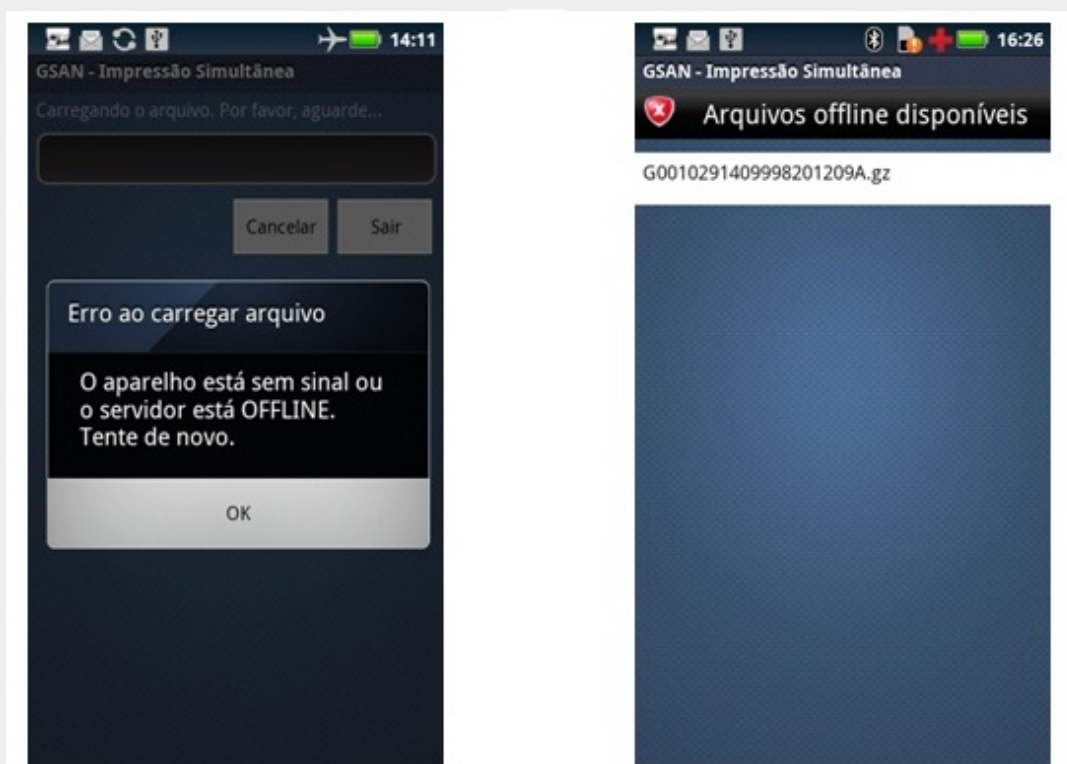 14:11
GSAN - Impressão Simultânea
Carregando o arquivo. Por favor, aguarde...
Cancelar
Sair
Erro ao carregar arquivo
O aparelho está sem sinal ou
o servidor está OFFLINE.
Tente de novo.
OK
16:26
GSAN - Impressão Simultânea
Arquivos offline disponíveis
G0010291409998201209A.gz